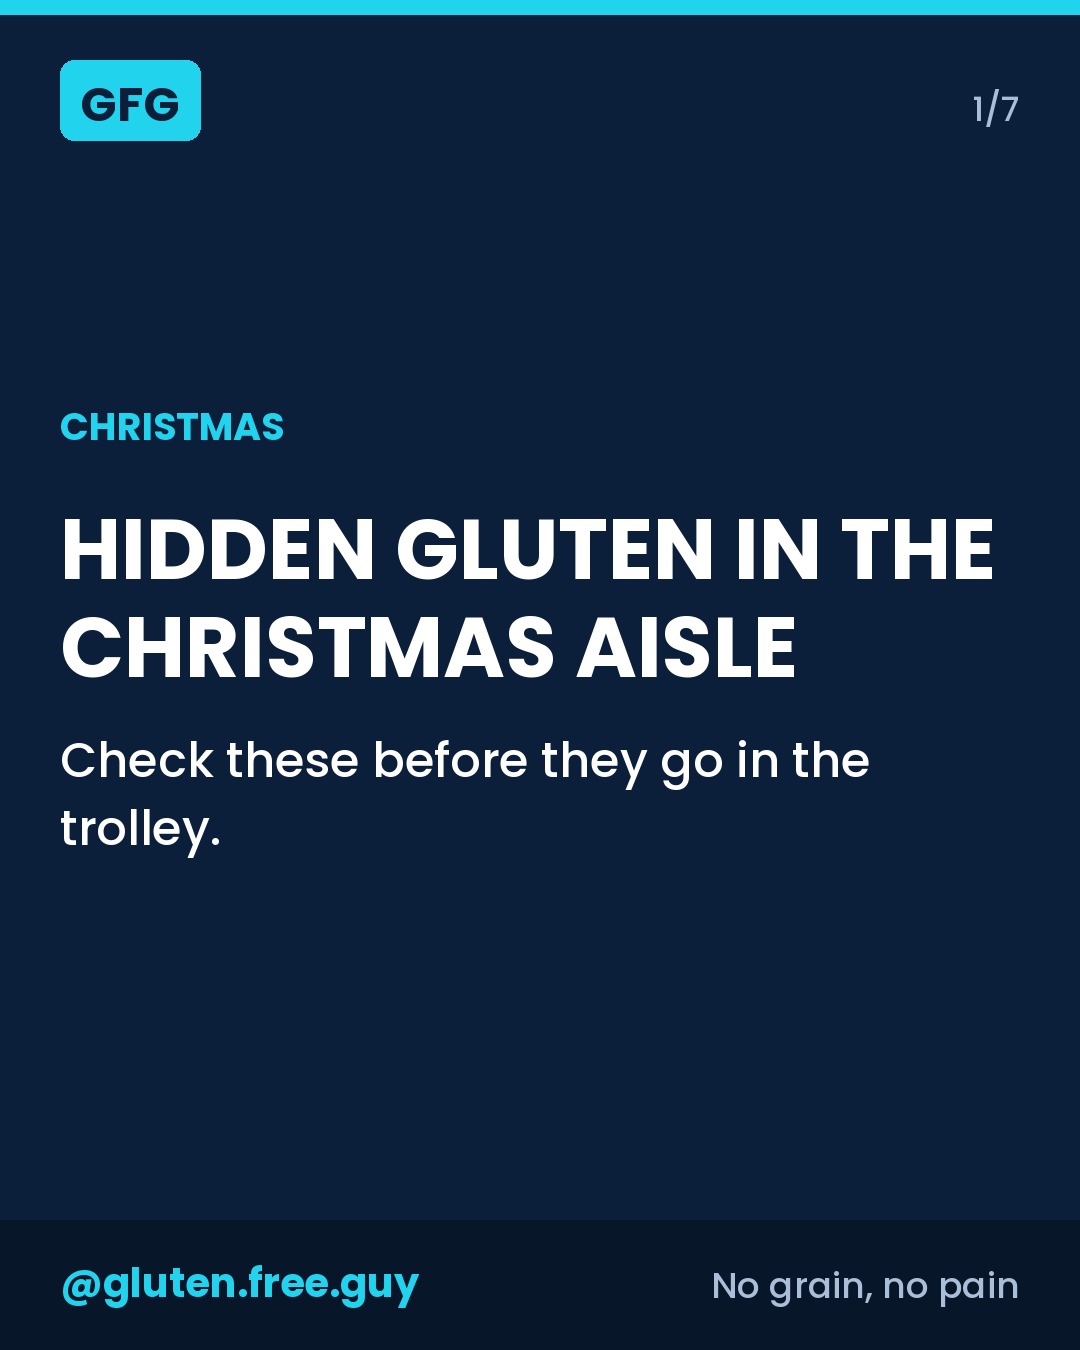 GFG
1/7
CHRISTMAS
HIDDEN GLUTEN IN THE
CHRISTMAS AISLE
Check these before they go in the
trolley.
@gluten.free.guy
No grain, no pain